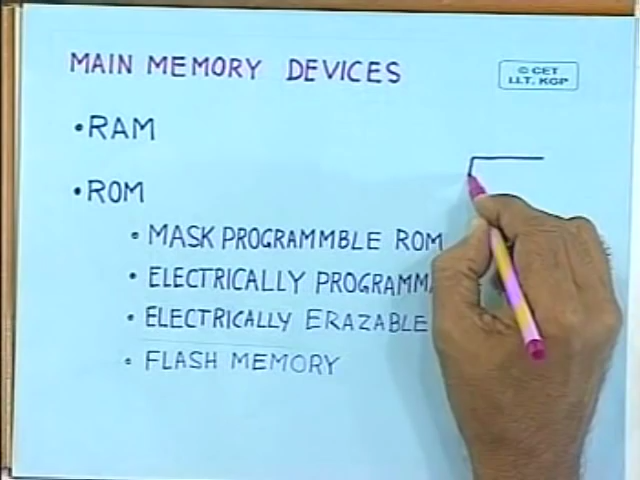 MAIN MEMORY DEVICES
© CET
I.I.T. KGP
• RAM
• ROM
• MASK PROGRAMMBLE ROM
• ELECTRICALLY PROGRAMM
• ELECTRICALLY ERAZABLE
• FLASH MEMORY